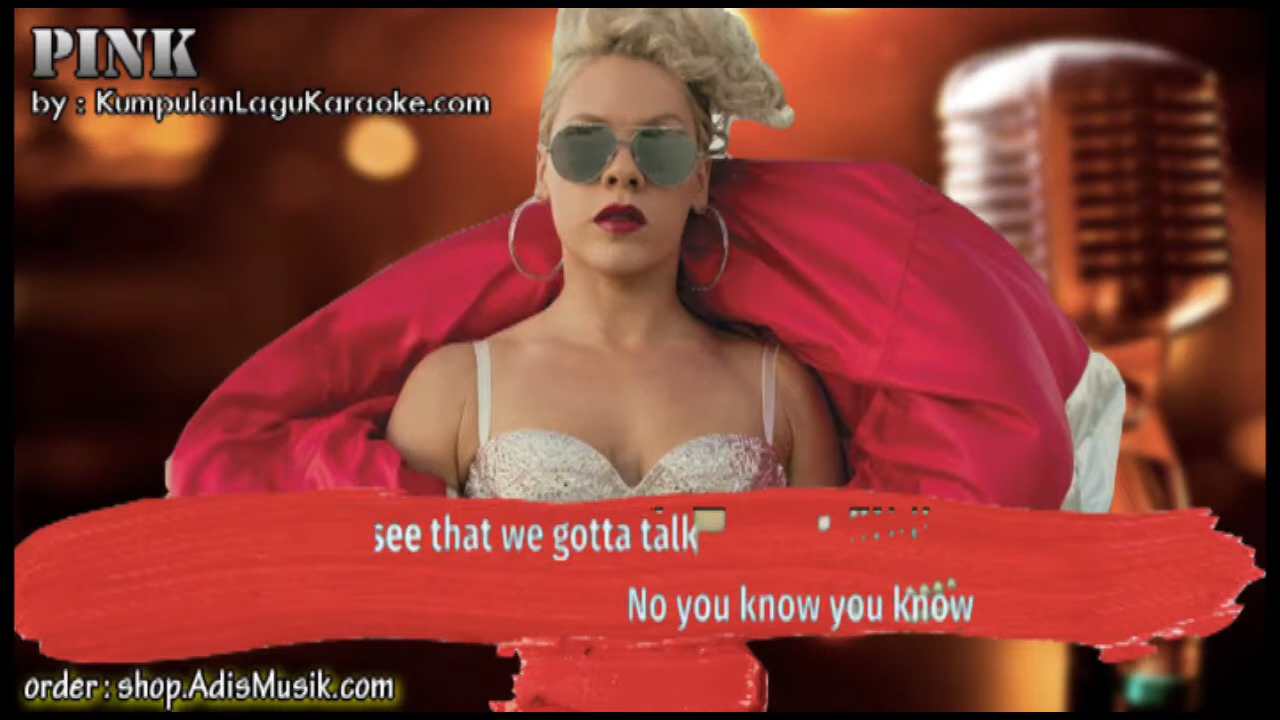 PINK
by : KumpulanLaguKaraoke.com
see that we gotta talk
No you know you know
order : shop.AdisMusik.com